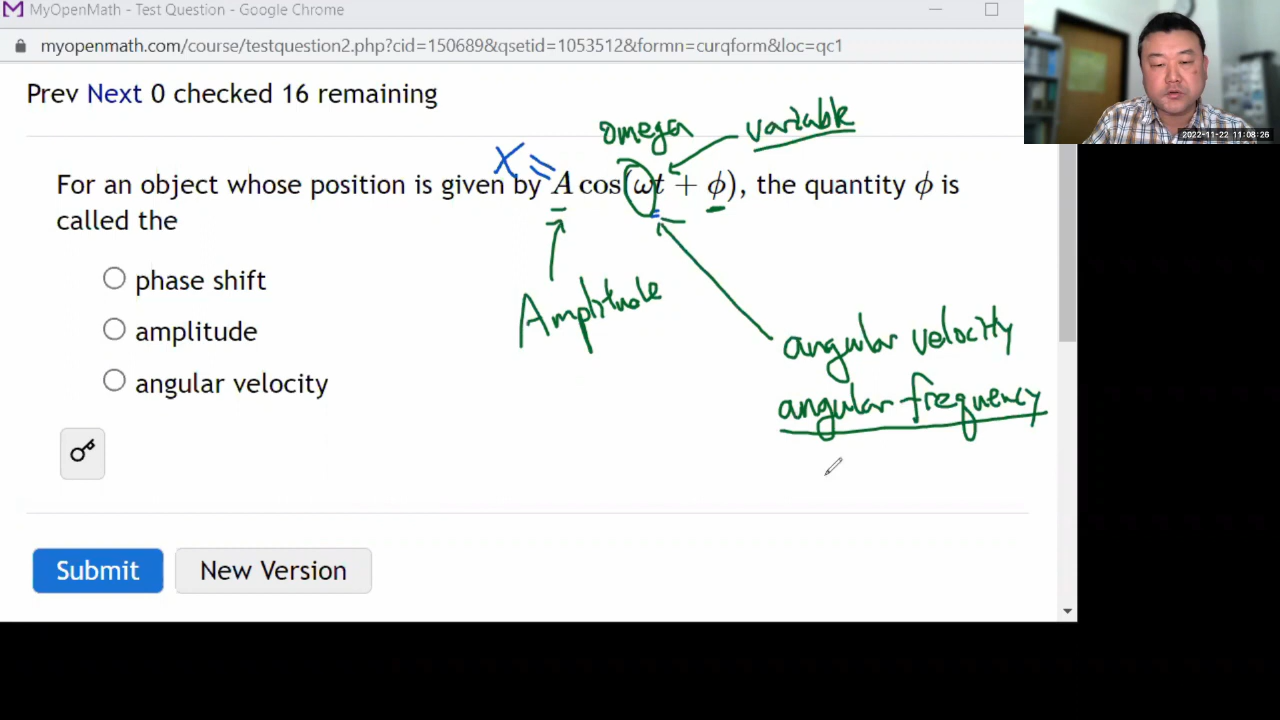 MyOpenMath - Test Question - Google Chrome
myopenmath.com/course/testquestion2.php?cid=150689&qsetid=1053512&formn=curqform&loc=qc1
2022-11-22 11:08:26
Prev Next 0 checked 16 remaining
omega
variable
X =
For an object whose position is given by A cos(ωt + ϕ), the quantity ϕ is
called the
phase shift
amplitude
angular velocity
Amplitude
angular velocity
angular frequency
Submit
New Version